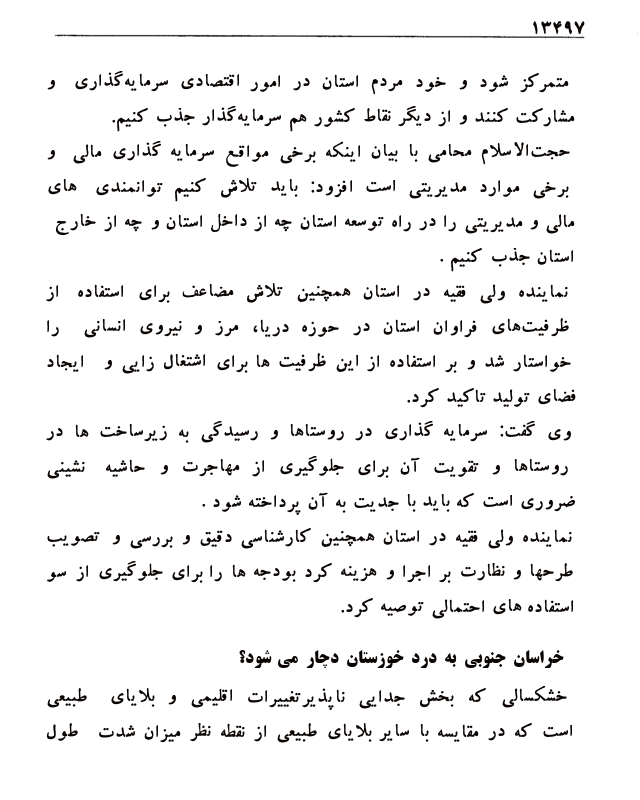 ۱۳۴۹۷
متمرکز شود و خود مردم استان در امور اقتصادی سرمایه‌گذاری و
مشارکت کنند و از دیگر نقاط کشور هم سرمایه‌گذار جذب کنیم.
حجت‌الاسلام محامی با بیان اینکه برخی مواقع سرمایه گذاری مالی و
برخی موارد مدیریتی است افزود: باید تلاش کنیم توانمندی های
مالی و مدیریتی را در راه توسعه استان چه از داخل استان و چه از خارج
استان جذب کنیم .
نماینده ولی فقیه در استان همچنین تلاش مضاعف برای استفاده از
ظرفیت‌های فراوان استان در حوزه دریا، مرز و نیروی انسانی را
خواستار شد و بر استفاده از این ظرفیت ها برای اشتغال زایی و ایجاد
فضای تولید تاکید کرد.
وی گفت: سرمایه گذاری در روستاها و رسیدگی به زیرساخت ها در
روستاها و تقویت آن برای جلوگیری از مهاجرت و حاشیه نشینی
ضروری است که باید با جدیت به آن پرداخته شود .
نماینده ولی فقیه در استان همچنین کارشناسی دقیق و بررسی و تصویب
طرحها و نظارت بر اجرا و هزینه کرد بودجه ها را برای جلوگیری از سو
استفاده های احتمالی توصیه کرد.
خراسان جنوبی به درد خوزستان دچار می شود؟
خشکسالی که بخش جدایی ناپذیرتغییرات اقلیمی و بلایای طبیعی
است که در مقایسه با سایر بلایای طبیعی از نقطه نظر میزان شدت طول